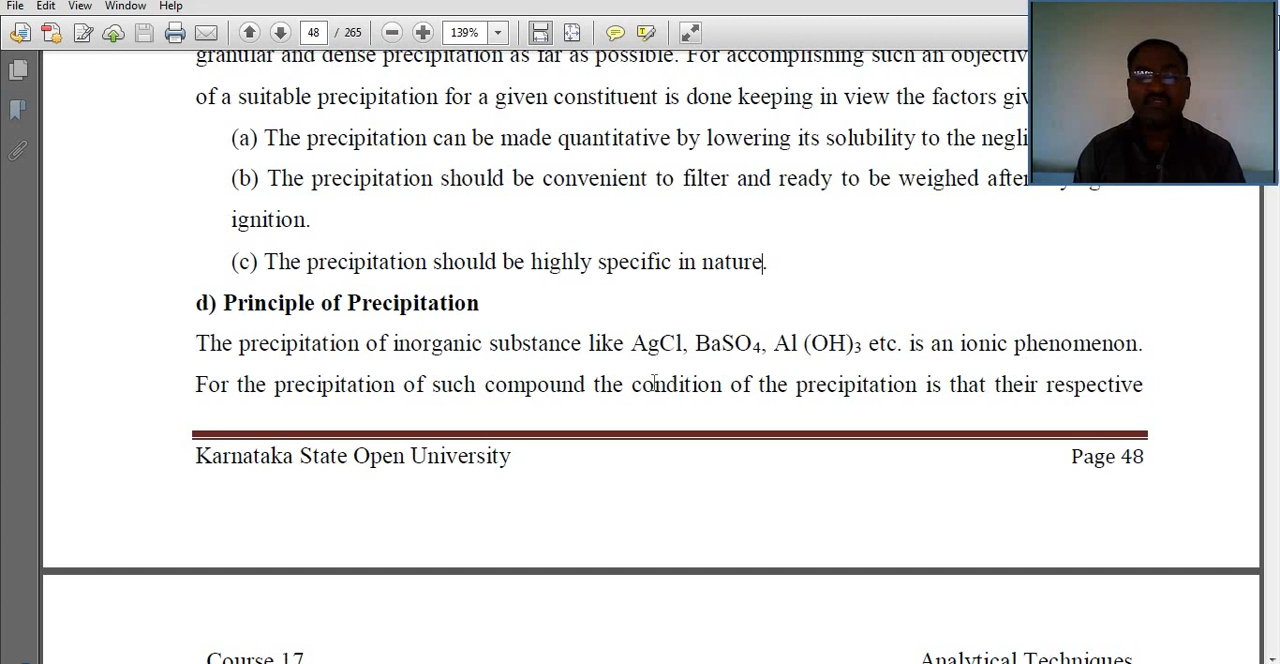 File Edit View Window Help
48 / 265 139%
granular and dense precipitation as far as possible. For accomplishing such an
of a suitable precipitation for a given constituent is done keeping in view the factors
(a) The precipitation can be made quantitative by lowering its solubility to the
(b) The precipitation should be convenient to filter and ready to be weighed after
ignition.
(c) The precipitation should be highly specific in nature.
d) Principle of Precipitation
The precipitation of inorganic substance like AgCl, BaSO₄, Al (OH)₃ etc. is an ionic phenomenon.
For the precipitation of such compound the condition of the precipitation is that their respective
Karnataka State Open University Page 48
Course 17 Analytical Techniques